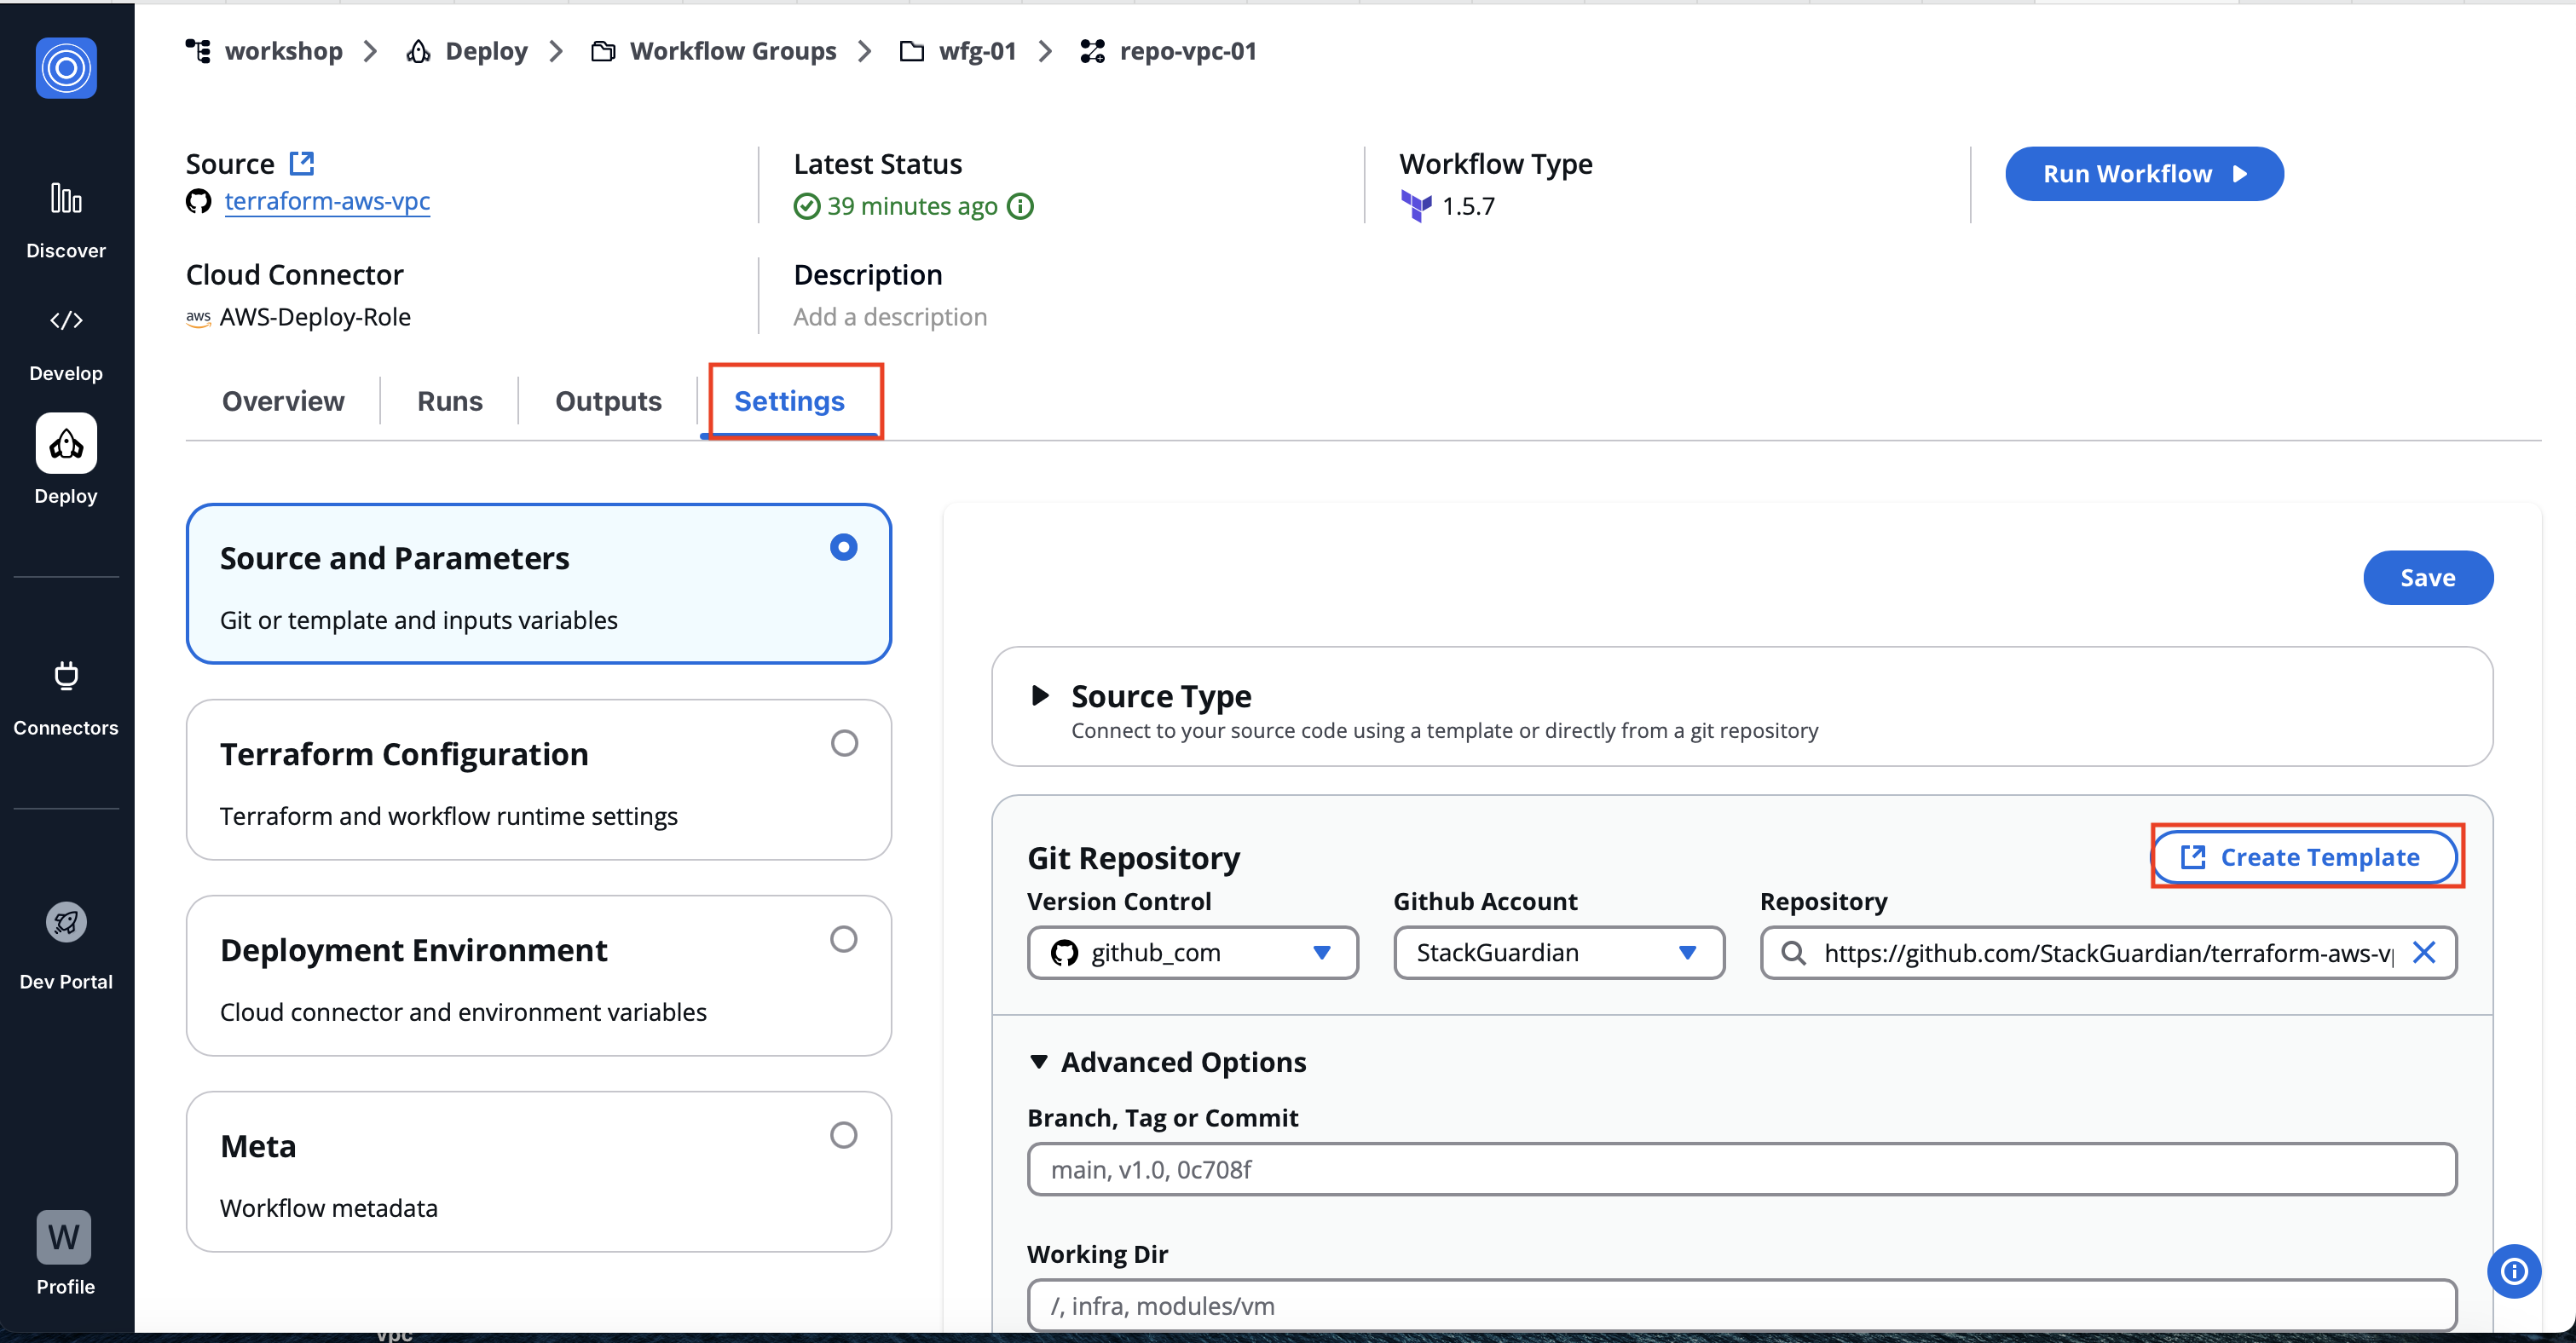 workshop > Deploy > Workflow Groups > wfg-01 > repo-vpc-01
Source
Latest Status
Workflow Type
Run Workflow
terraform-aws-vpc
39 minutes ago
1.5.7
Cloud Connector
Description
aws AWS-Deploy-Role
Add a description
Overview
Runs
Outputs
Settings
Discover
Develop
Deploy
Connectors
Dev Portal
W
Profile
Source and Parameters
Git or template and inputs variables
Terraform Configuration
Terraform and workflow runtime settings
Deployment Environment
Cloud connector and environment variables
Meta
Workflow metadata
Save
Source Type
Connect to your source code using a template or directly from a git repository
Git Repository
Create Template
Version Control
Github Account
Repository
github_com
StackGuardian
https://github.com/StackGuardian/terraform-aws-vp
Advanced Options
Branch, Tag or Commit
main, v1.0, 0c708f
Working Dir
/, infra, modules/vm
vpc